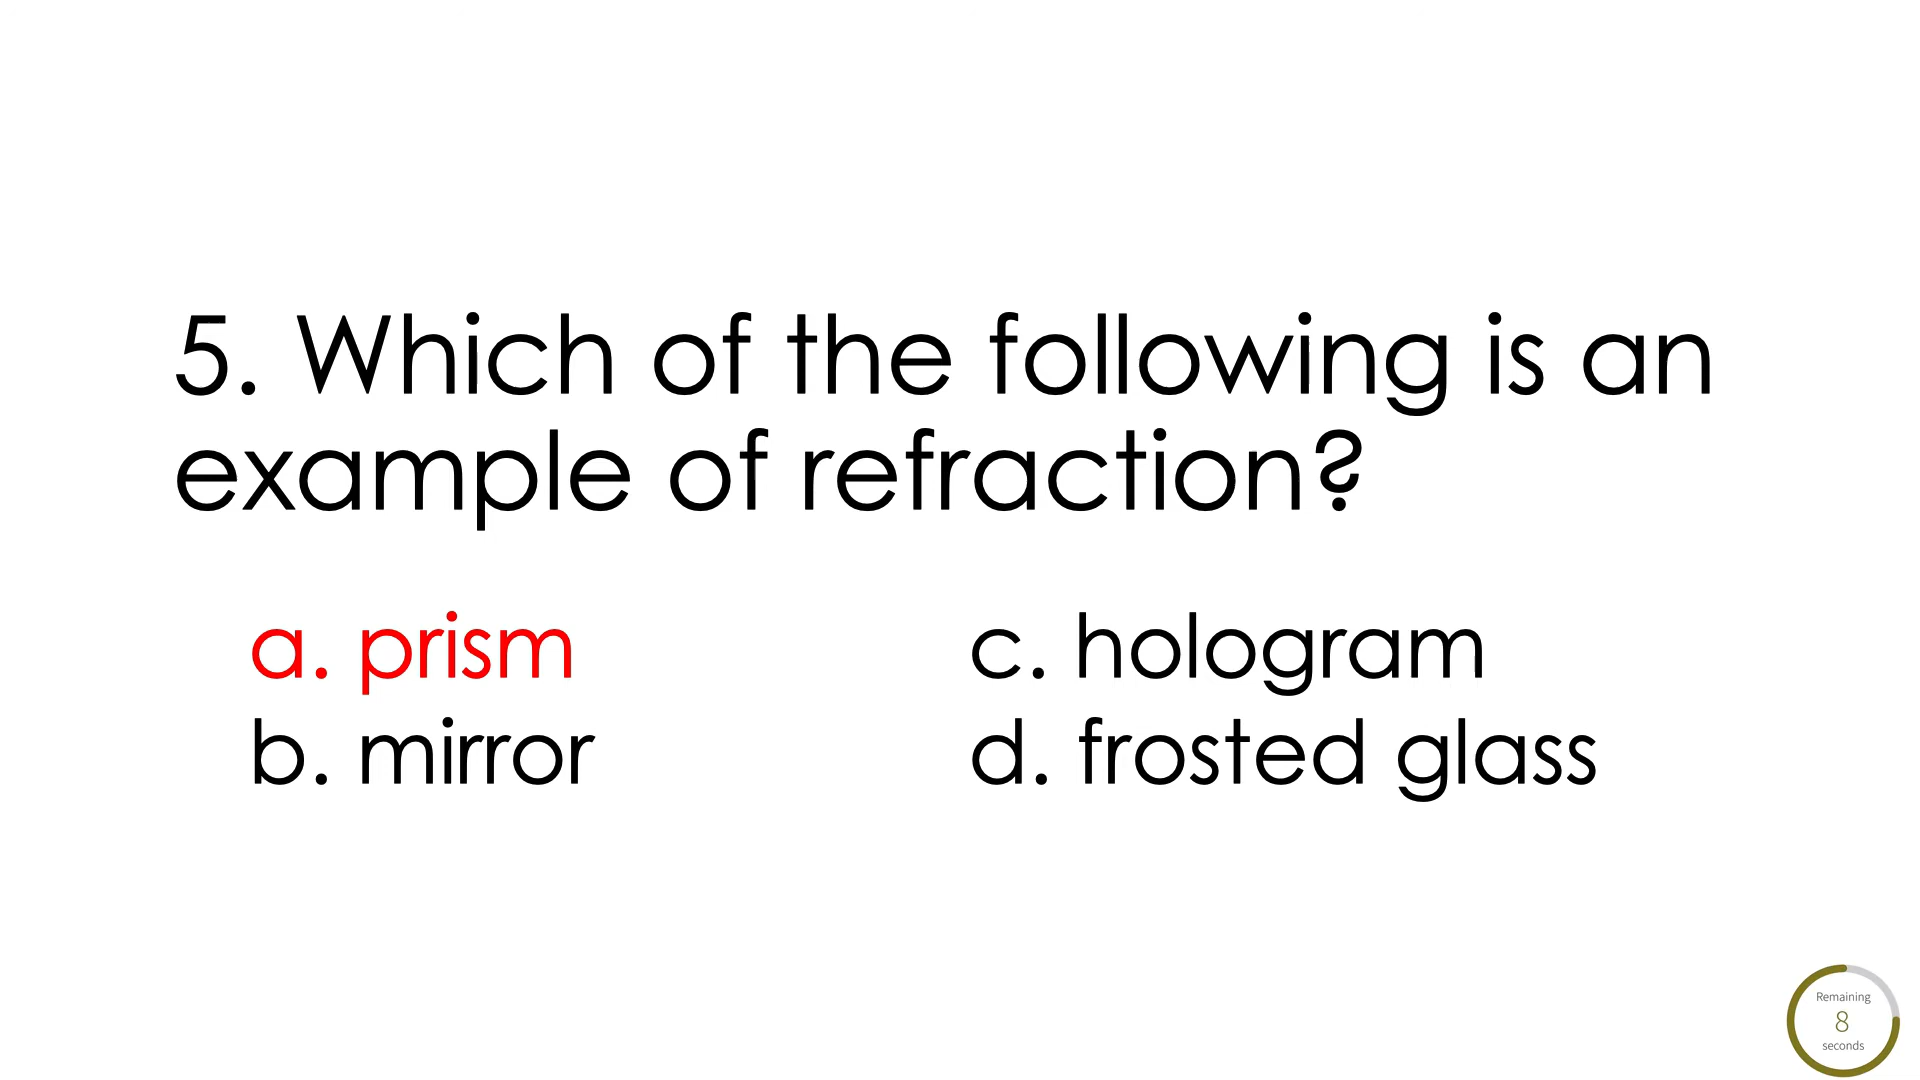 5. Which of the following is an
example of refraction?
a. prism
b. mirror
c. hologram
d. frosted glass
Remaining
8
seconds